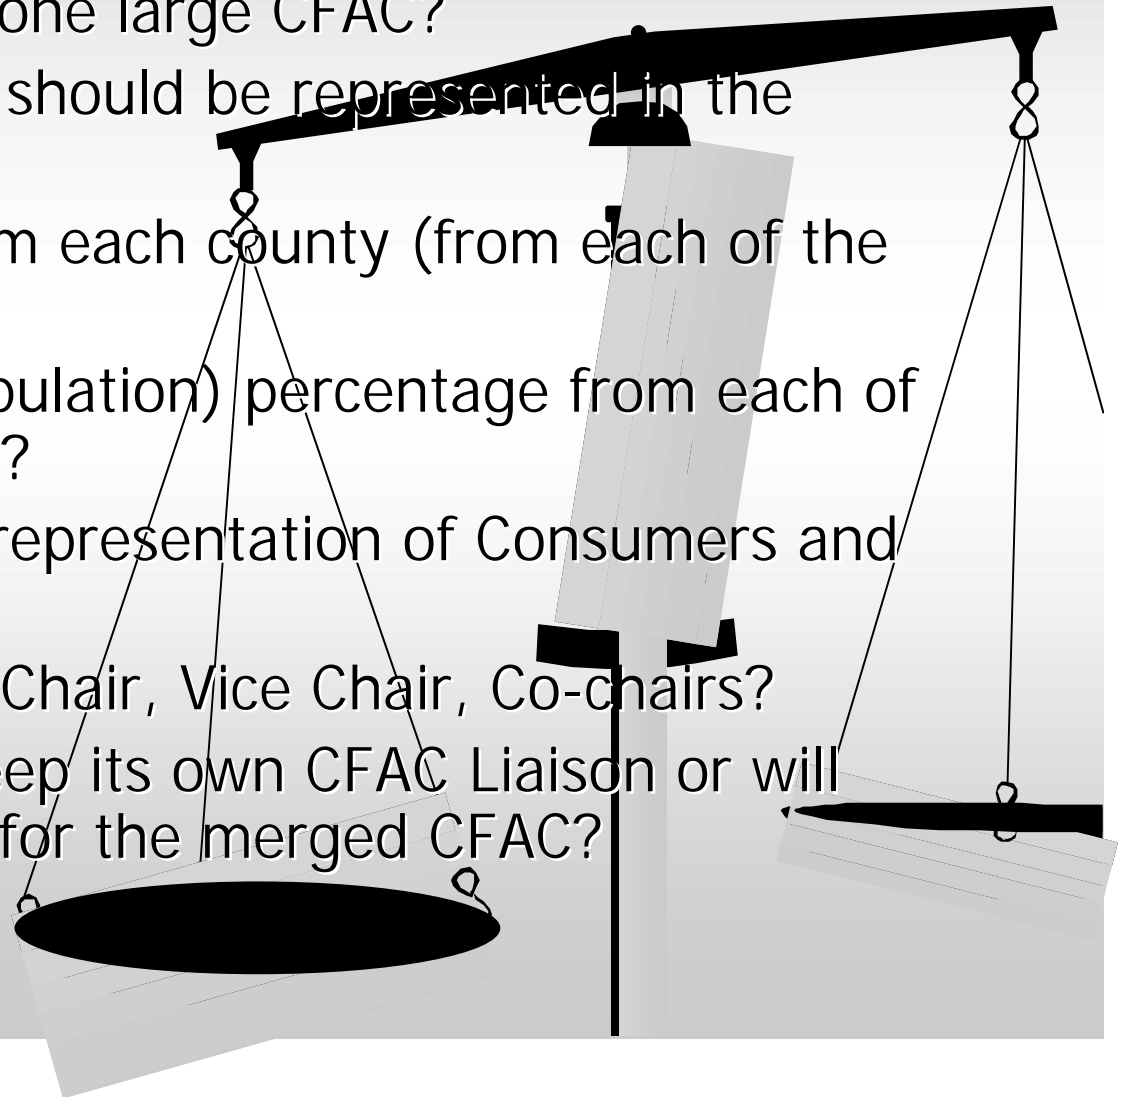 one large CFAC?
should be represented in the
m each county (from each of the
pulation) percentage from each of
?
representation of Consumers and
Chair, Vice Chair, Co-chairs?
eep its own CFAC Liaison or will
for the merged CFAC?